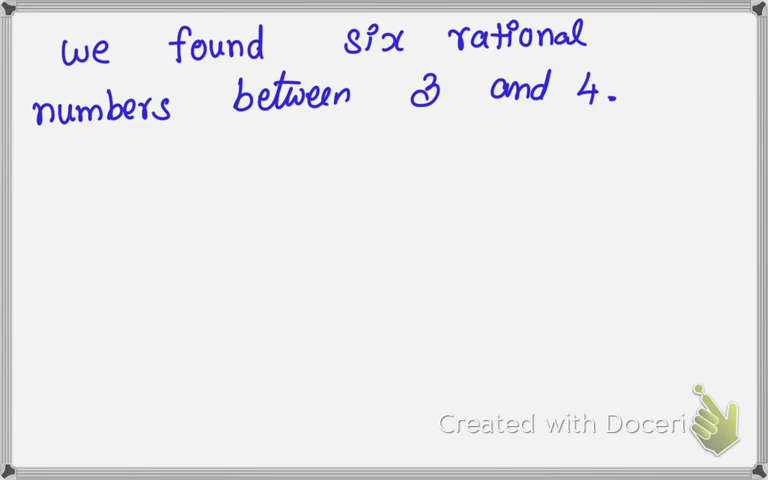 we found six rational
numbers between 3 and 4.
Created with Doceri